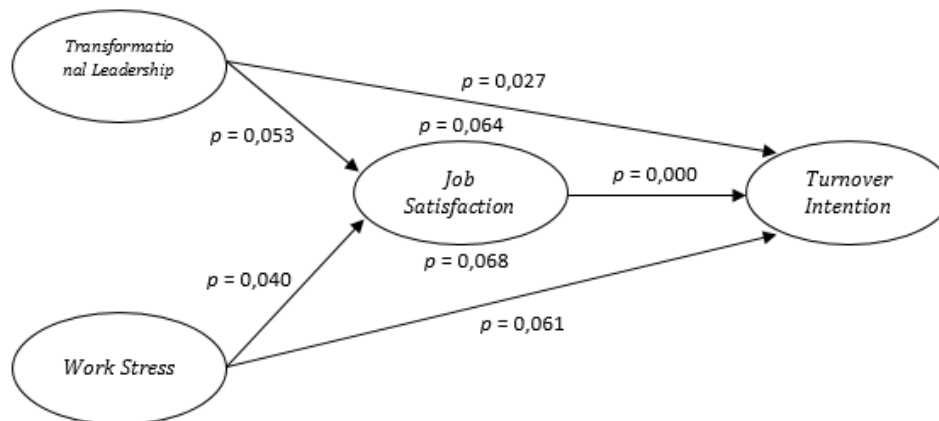 Transformatio
nal Leadership
p = 0,027
p = 0,053
p = 0,064
Job
Satisfaction
p = 0,000
Turnover
Intention
p = 0,040
p = 0,068
p = 0,061
Work Stress